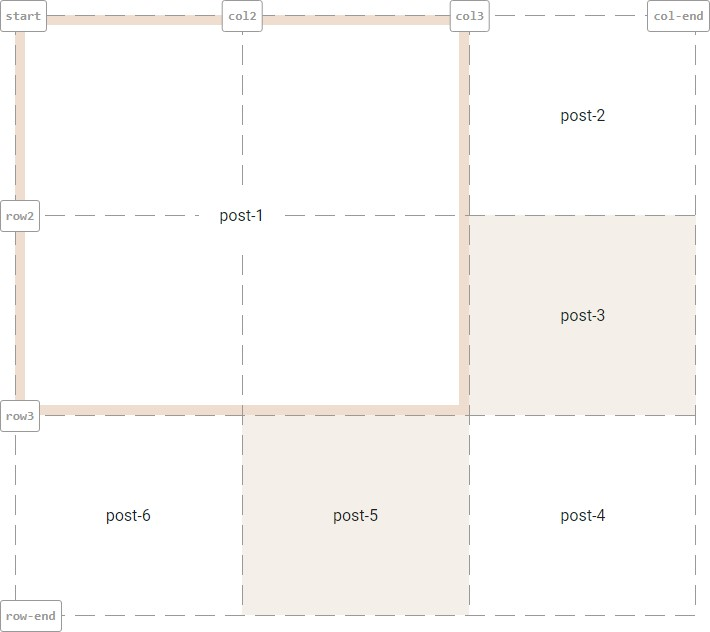 start
col2
col3
col-end
post-2
row2
post-1
post-3
row3
post-6
post-5
post-4
row-end